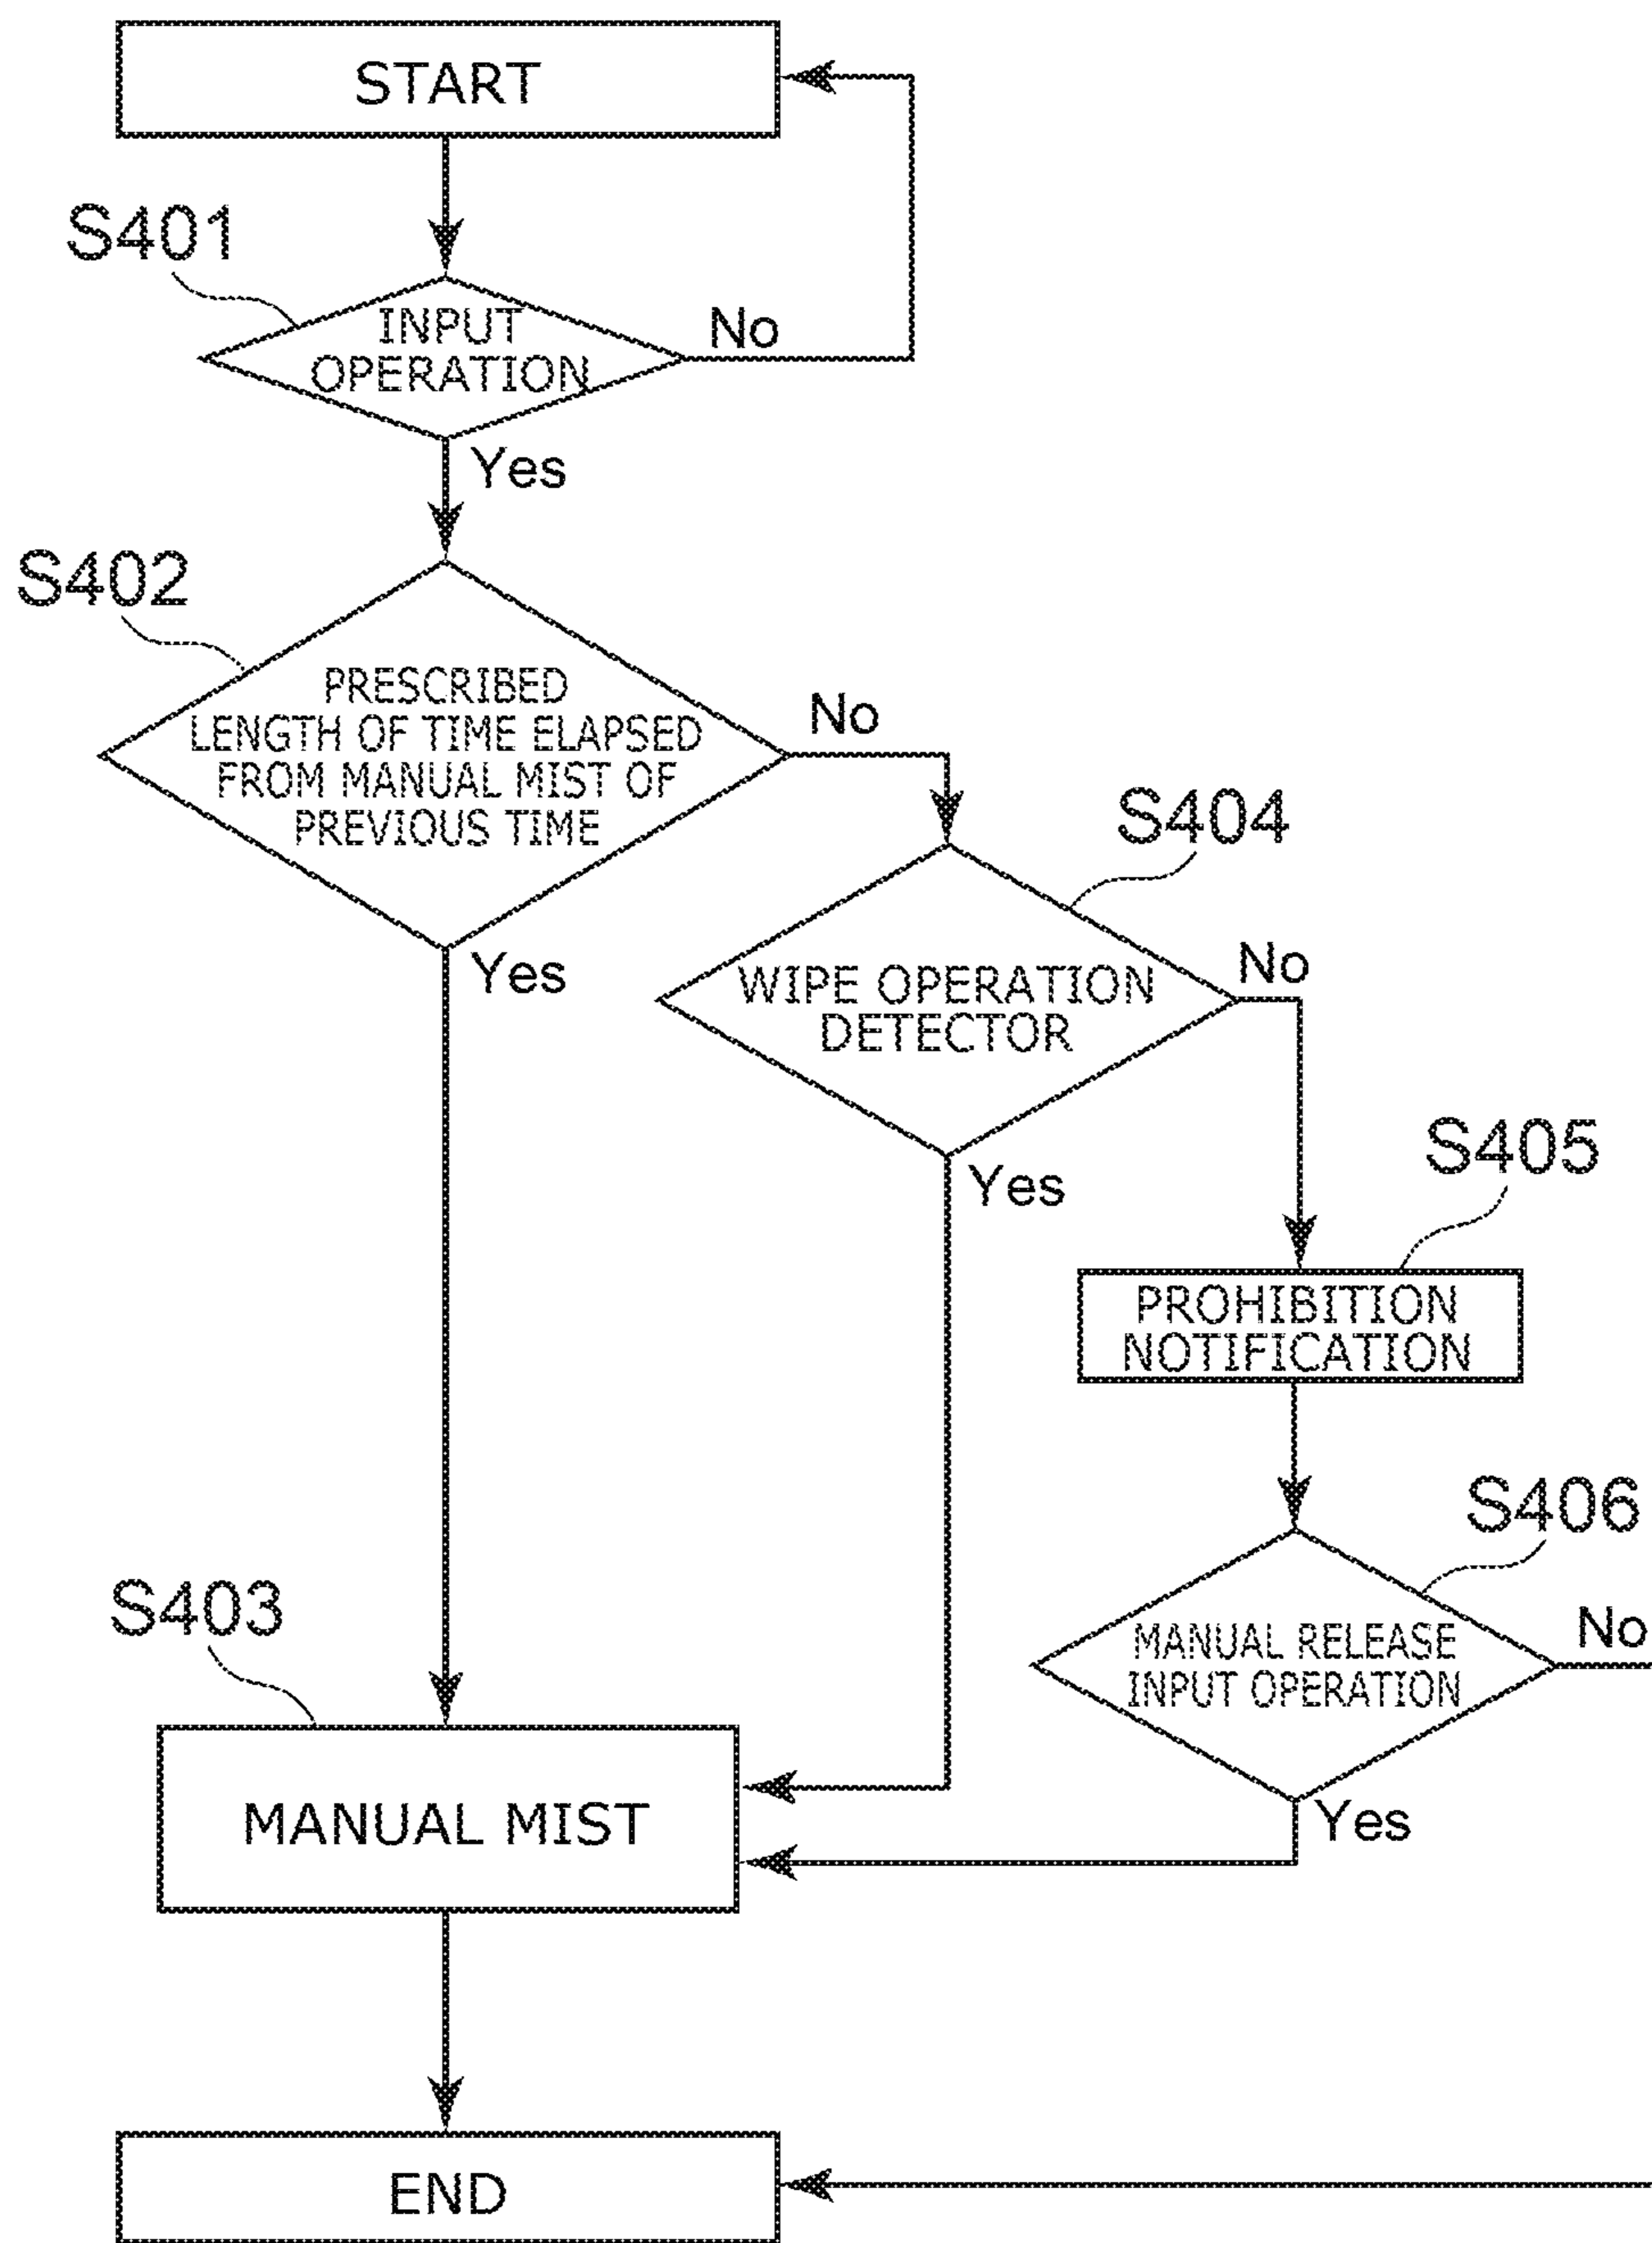 START
S401
INPUT
OPERATION
No
Yes
S402
PRESCRIBED
LENGTH OF TIME ELAPSED
FROM MANUAL MIST OF
PREVIOUS TIME
No
Yes
S404
WIPE OPERATION
DETECTOR
No
Yes
S405
PROHIBITION
NOTIFICATION
S406
MANUAL RELEASE
INPUT OPERATION
No
Yes
S403
MANUAL MIST
END